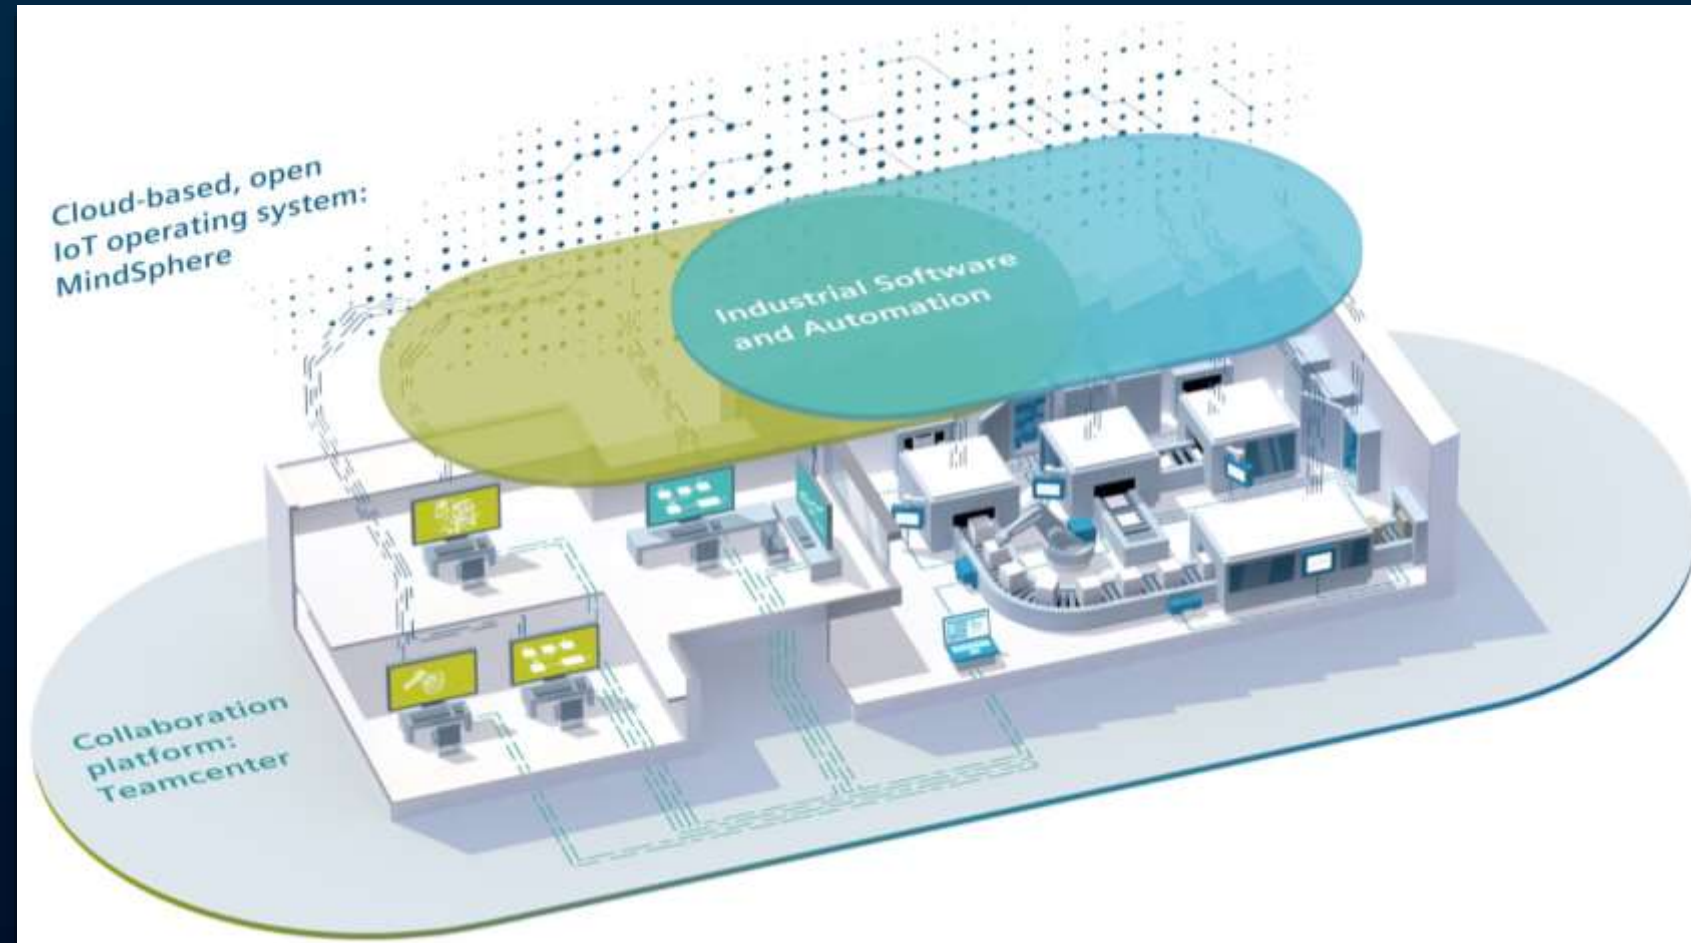 Cloud-based, open
IoT operating system:
MindSphere
Industrial Software
and Automation
Collaboration
platform:
Teamcenter